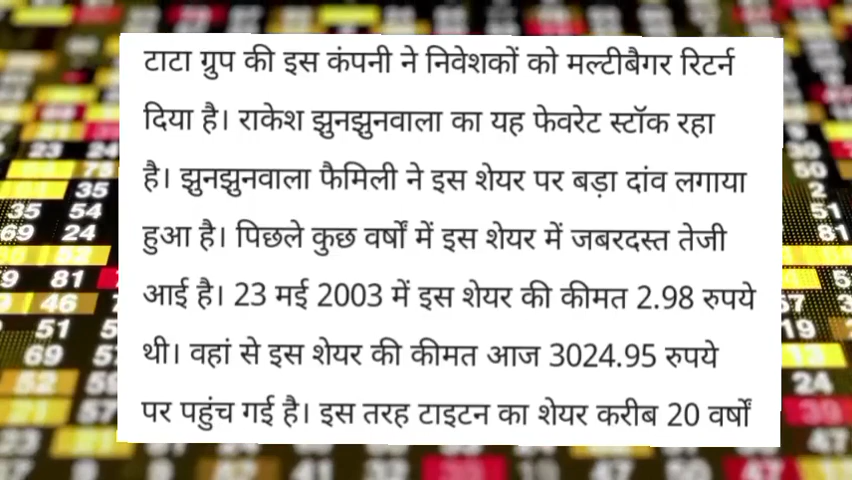 टाटा ग्रुप की इस कंपनी ने निवेशकों को मल्टीबैगर रिटर्न
दिया है। राकेश झुनझुनवाला का यह फेवरेट स्टॉक रहा
है। झुनझुनवाला फैमिली ने इस शेयर पर बड़ा दांव लगाया
हुआ है। पिछले कुछ वर्षों में इस शेयर में जबरदस्त तेजी
आई है। 23 मई 2003 में इस शेयर की कीमत 2.98 रुपये
थी। वहां से इस शेयर की कीमत आज 3024.95 रुपये
पर पहुंच गई है। इस तरह टाइटन का शेयर करीब 20 वर्षों